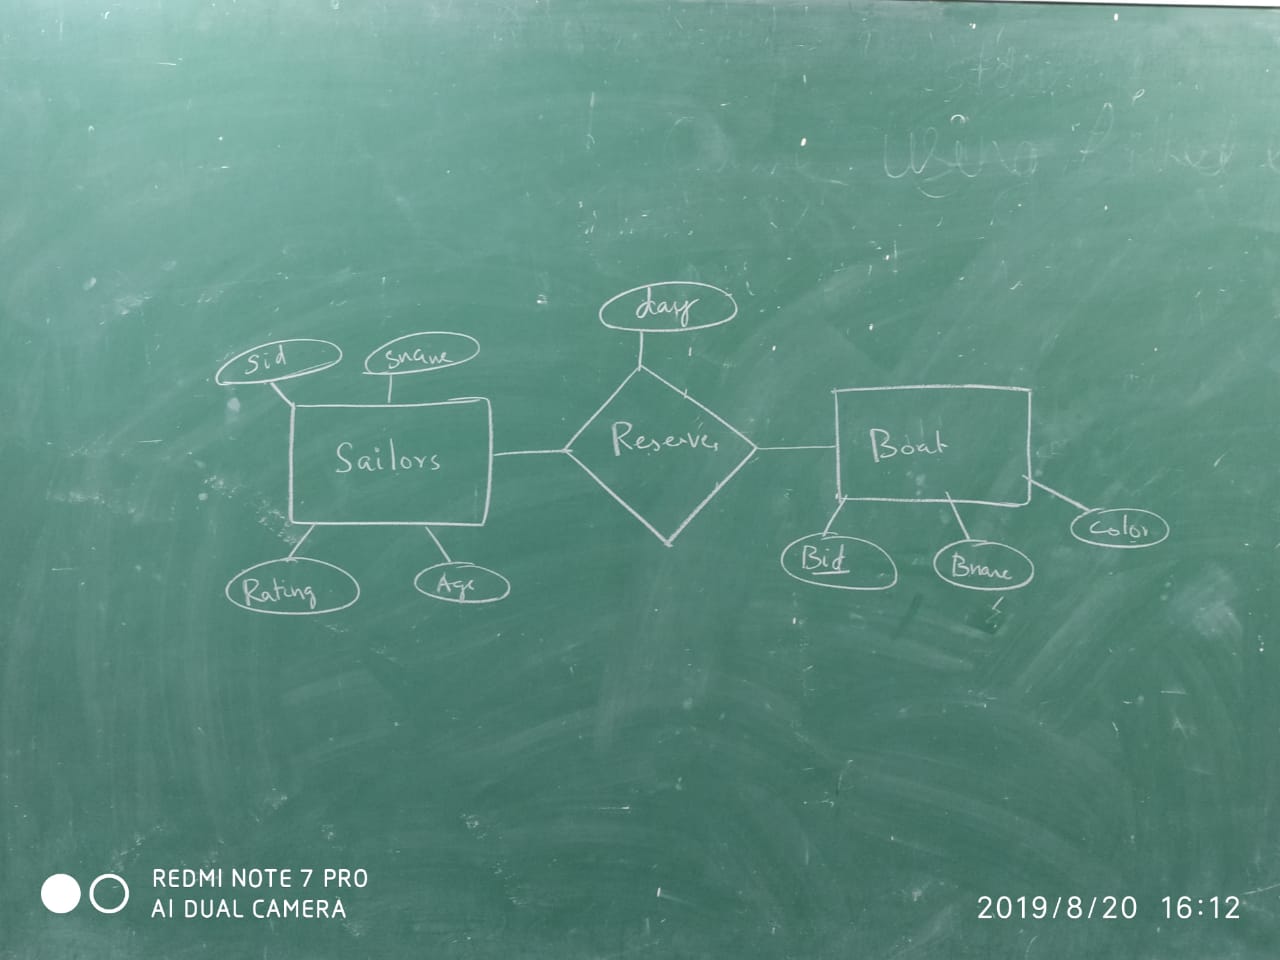 using
day
sid
sname
Sailors
Reserves
Boat
Rating
Age
Bid
Bname
Color
REDMI NOTE 7 PRO
AI DUAL CAMERA
2019/8/20 16:12